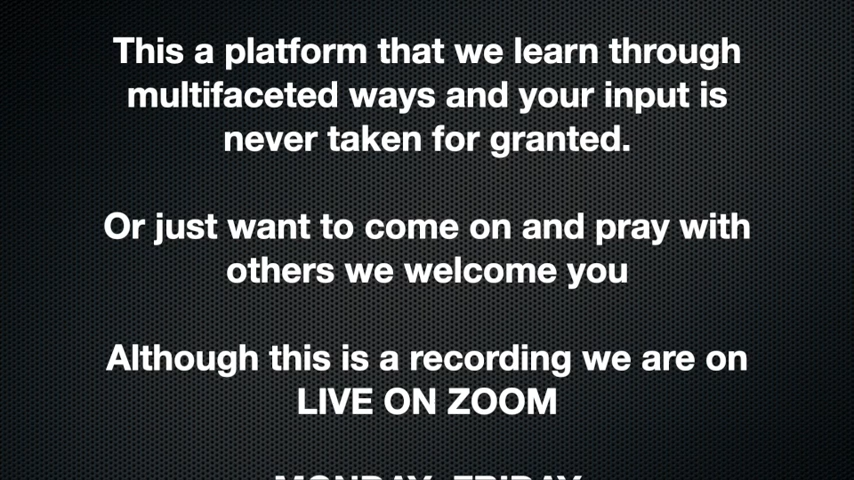 This a platform that we learn through
multifaceted ways and your input is
never taken for granted.
Or just want to come on and pray with
others we welcome you
Although this is a recording we are on
LIVE ON ZOOM
MONDAY- FRIDAY